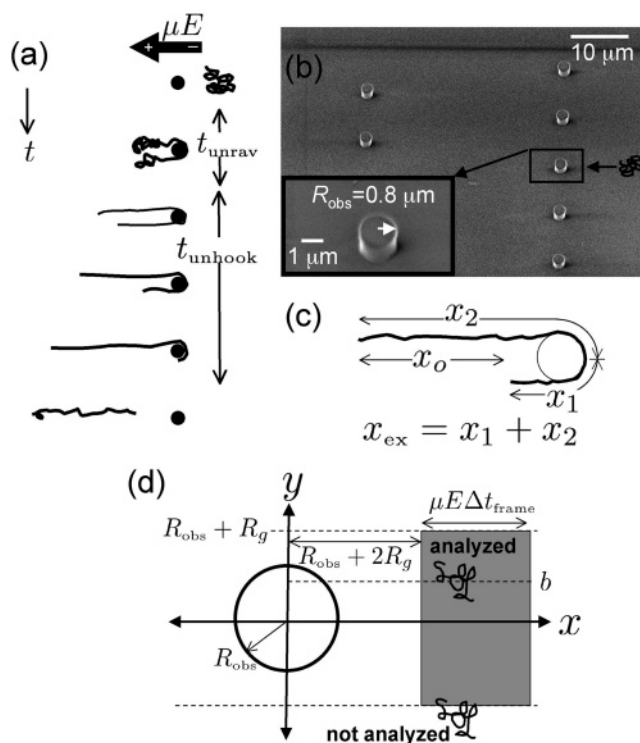 (a)
μE
+ −
t
t_unrav
t_unhook
(b)
10 μm
R_obs=0.8 μm
1 μm
(c)
x_2
x_o
x_1
x_ex = x_1 + x_2
(d)
y
μEΔt_frame
R_obs + R_g
analyzed
R_obs + 2R_g
b
x
R_obs
not analyzed